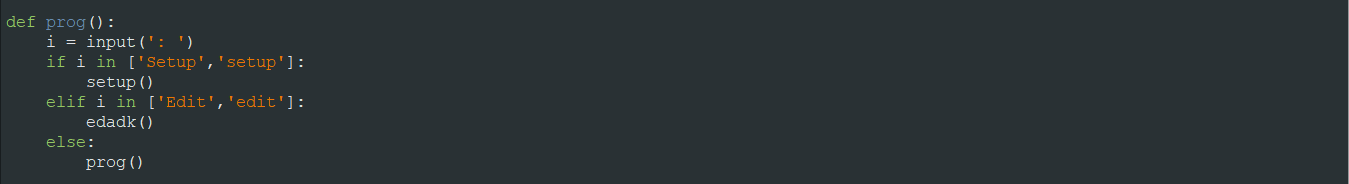 def prog():
    i = input(': ')
    if i in ['Setup','setup']:
        setup()
    elif i in ['Edit','edit']:
        edadk()
    else:
        prog()